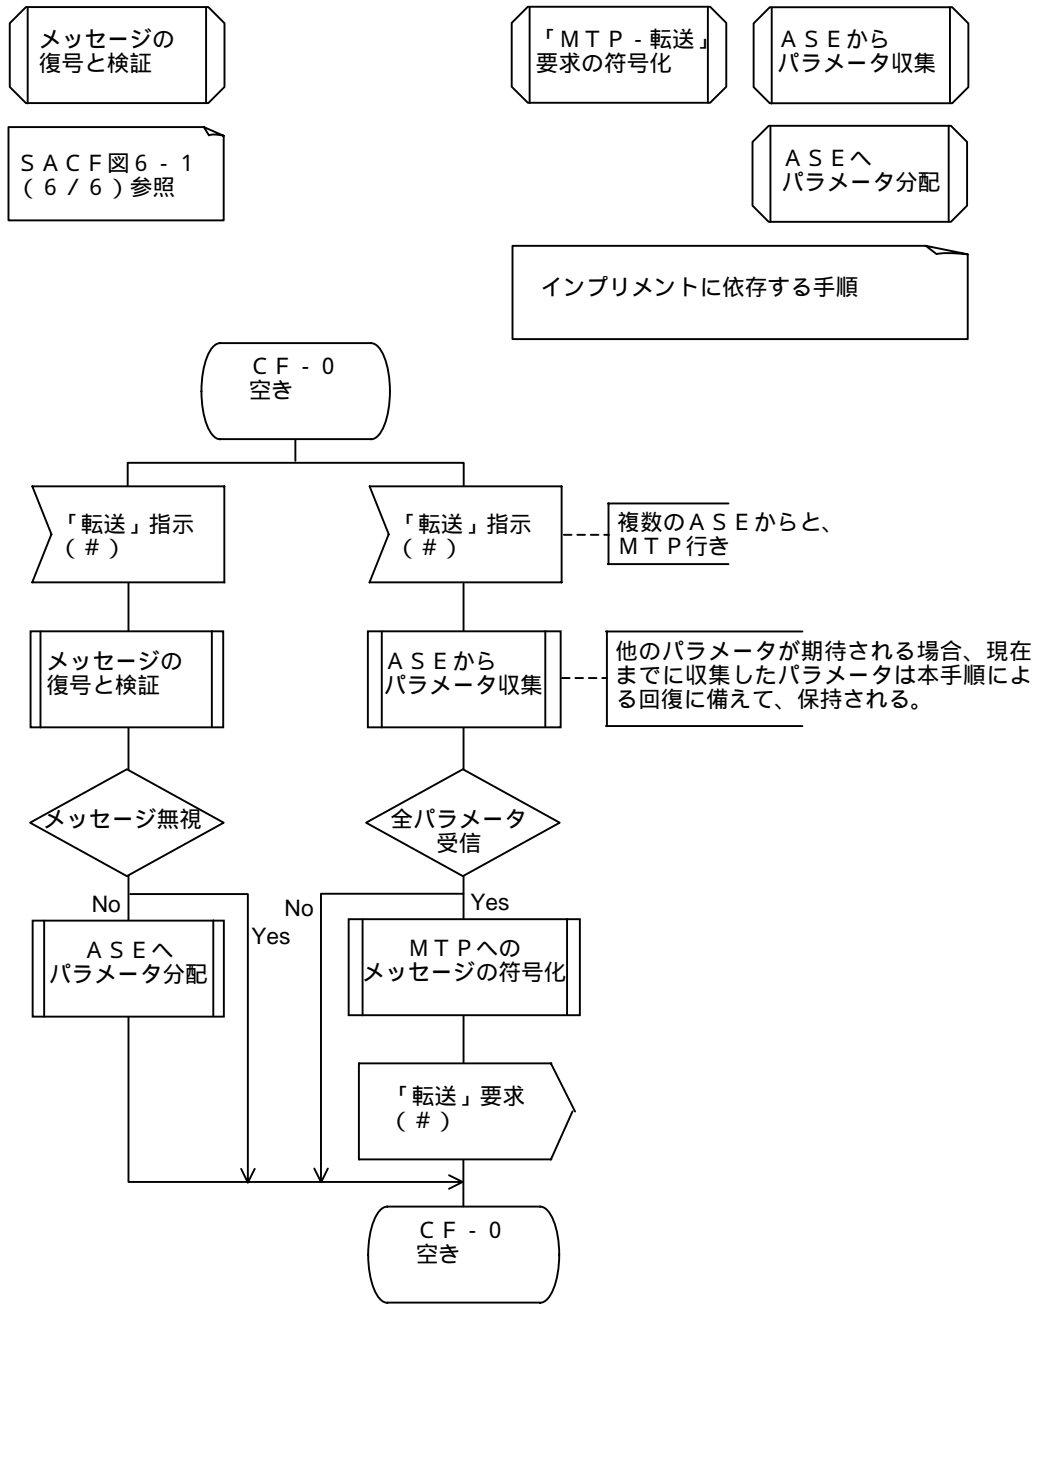 メッセージの
復号と検証
「ＭＴＰ‐転送」
要求の符号化
ＡＳＥから
パラメータ収集
ＳＡＣＦ図６‐１
（６／６）参照
ＡＳＥへ
パラメータ分配
インプリメントに依存する手順
ＣＦ‐０
空き
「転送」指示
（＃）
「転送」指示
（＃）
複数のＡＳＥからと、
ＭＴＰ行き
メッセージの
復号と検証
ＡＳＥから
パラメータ収集
他のパラメータが期待される場合、現在
までに収集したパラメータは本手順によ
る回復に備えて、保持される。
メッセージ無視
全パラメータ
受信
No
Yes
No
Yes
ＡＳＥへ
パラメータ分配
ＭＴＰへの
メッセージの符号化
「転送」要求
（＃）
ＣＦ‐０
空き